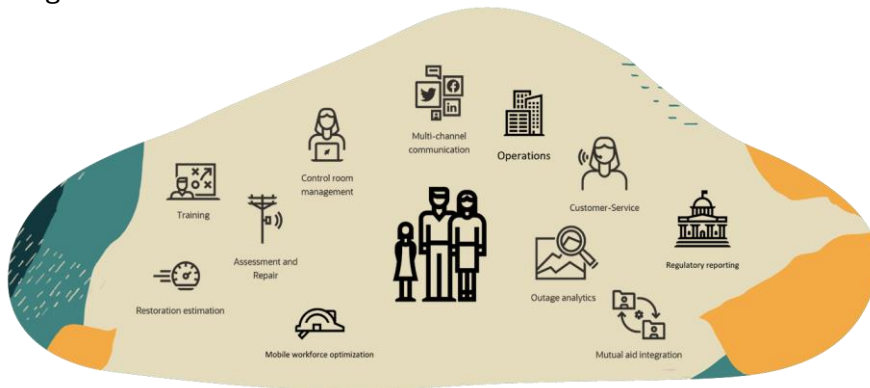 Multi-channel
communication
Operations
Control room
management
Customer-Service
Training
Assessment and
Repair
Regulatory reporting
Outage analytics
Restoration estimation
Mobile workforce optimization
Mutual aid integration
in